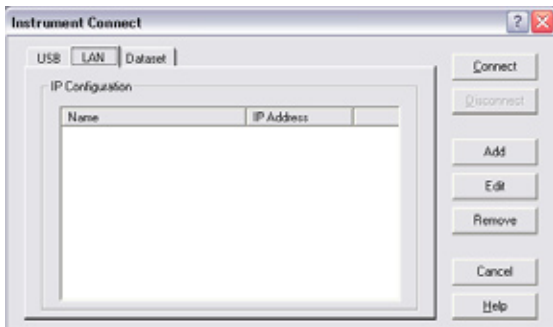 Instrument Connect
USB LAN Dataset
IP Configuration
Name IP Address
Connect
Disconnect
Add
Edit
Remove
Cancel
Help